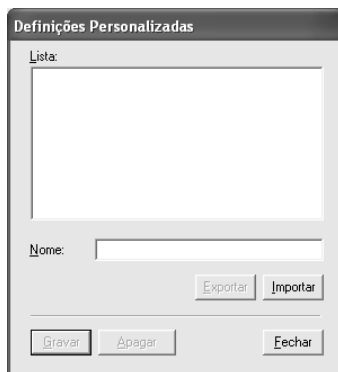 Definições Personalizadas
Lista:
Nome:
Exportar Importar
Gravar Apagar Fechar